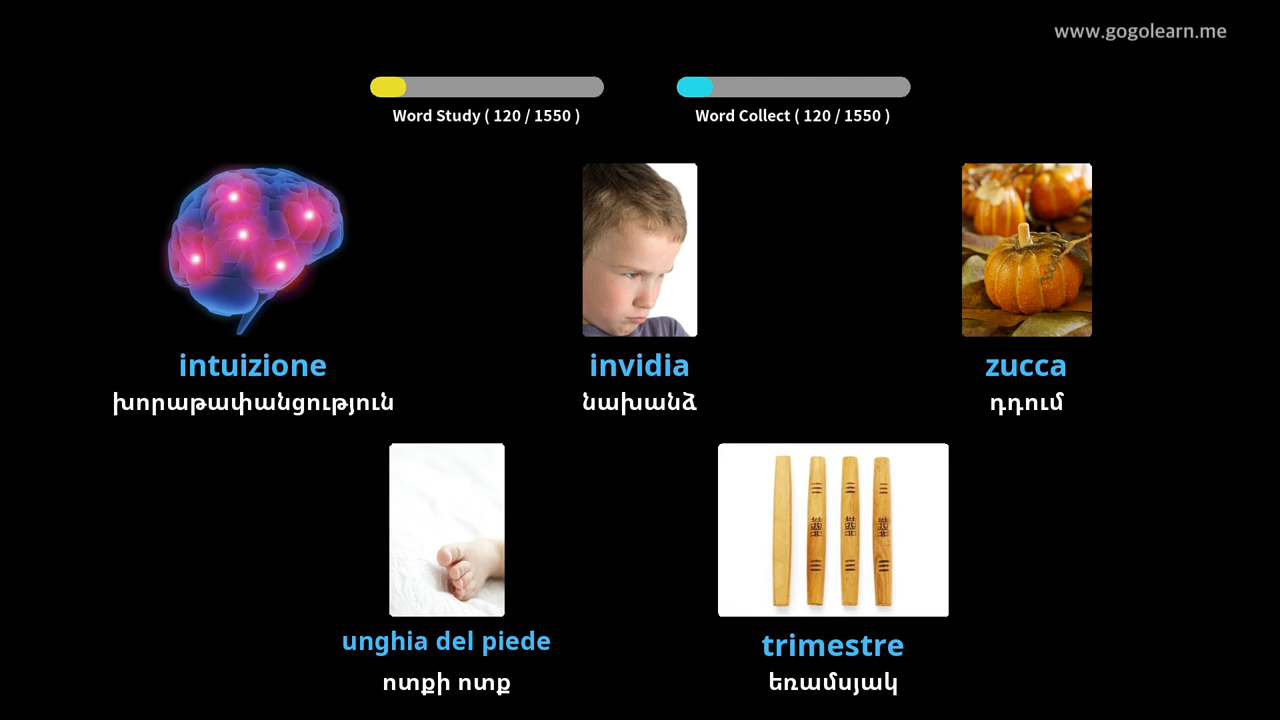 www.gogolearn.me
Word Study ( 120 / 1550 )
Word Collect ( 120 / 1550 )
intuizione
խորաթափանցություն
invidia
նախանձ
zucca
դդում
unghia del piede
ոտքի ոտք
trimestre
եռամսյակ